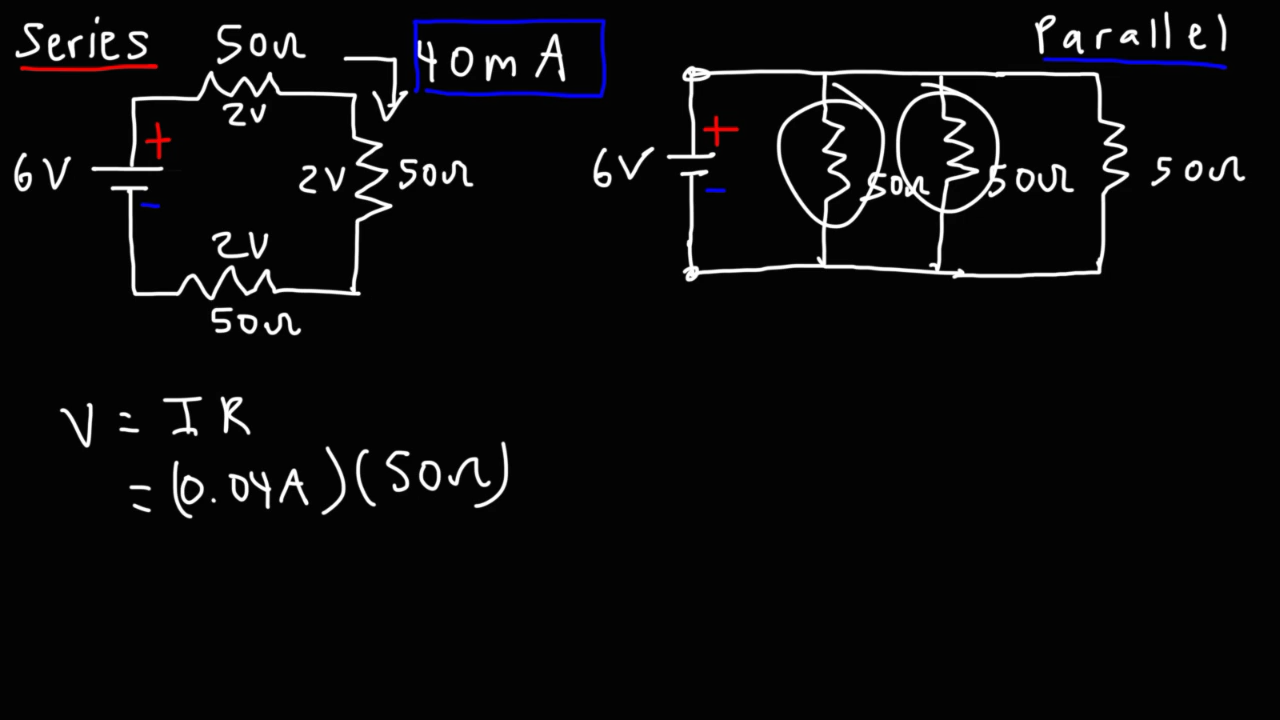 Series
50Ω
40mA
2V
+
6V
2V
50Ω
-
2V
50Ω
Parallel
+
6V
50Ω
50Ω
50Ω
-
V = IR
= (0.04A)(50Ω)